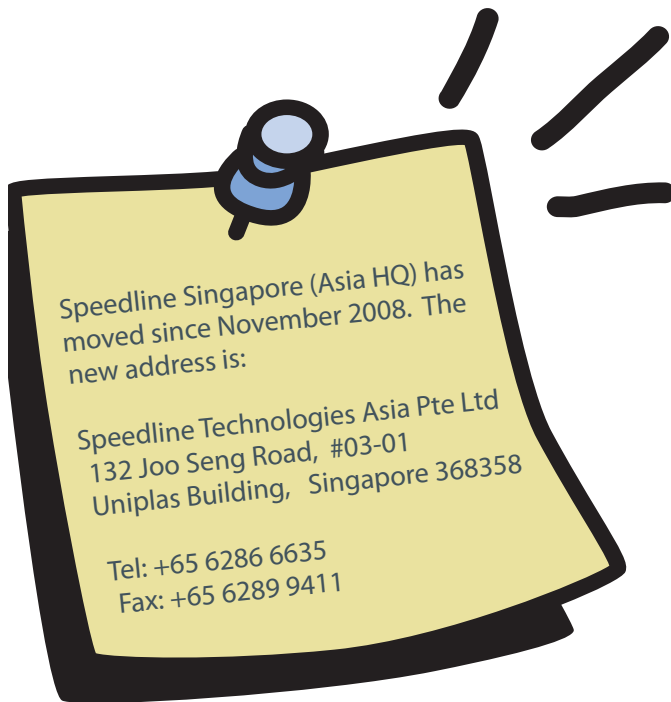 Speedline Singapore (Asia HQ) has
moved since November 2008. The
new address is:
Speedline Technologies Asia Pte Ltd
132 Joo Seng Road, #03-01
Uniplas Building, Singapore 368358
Tel: +65 6286 6635
Fax: +65 6289 9411